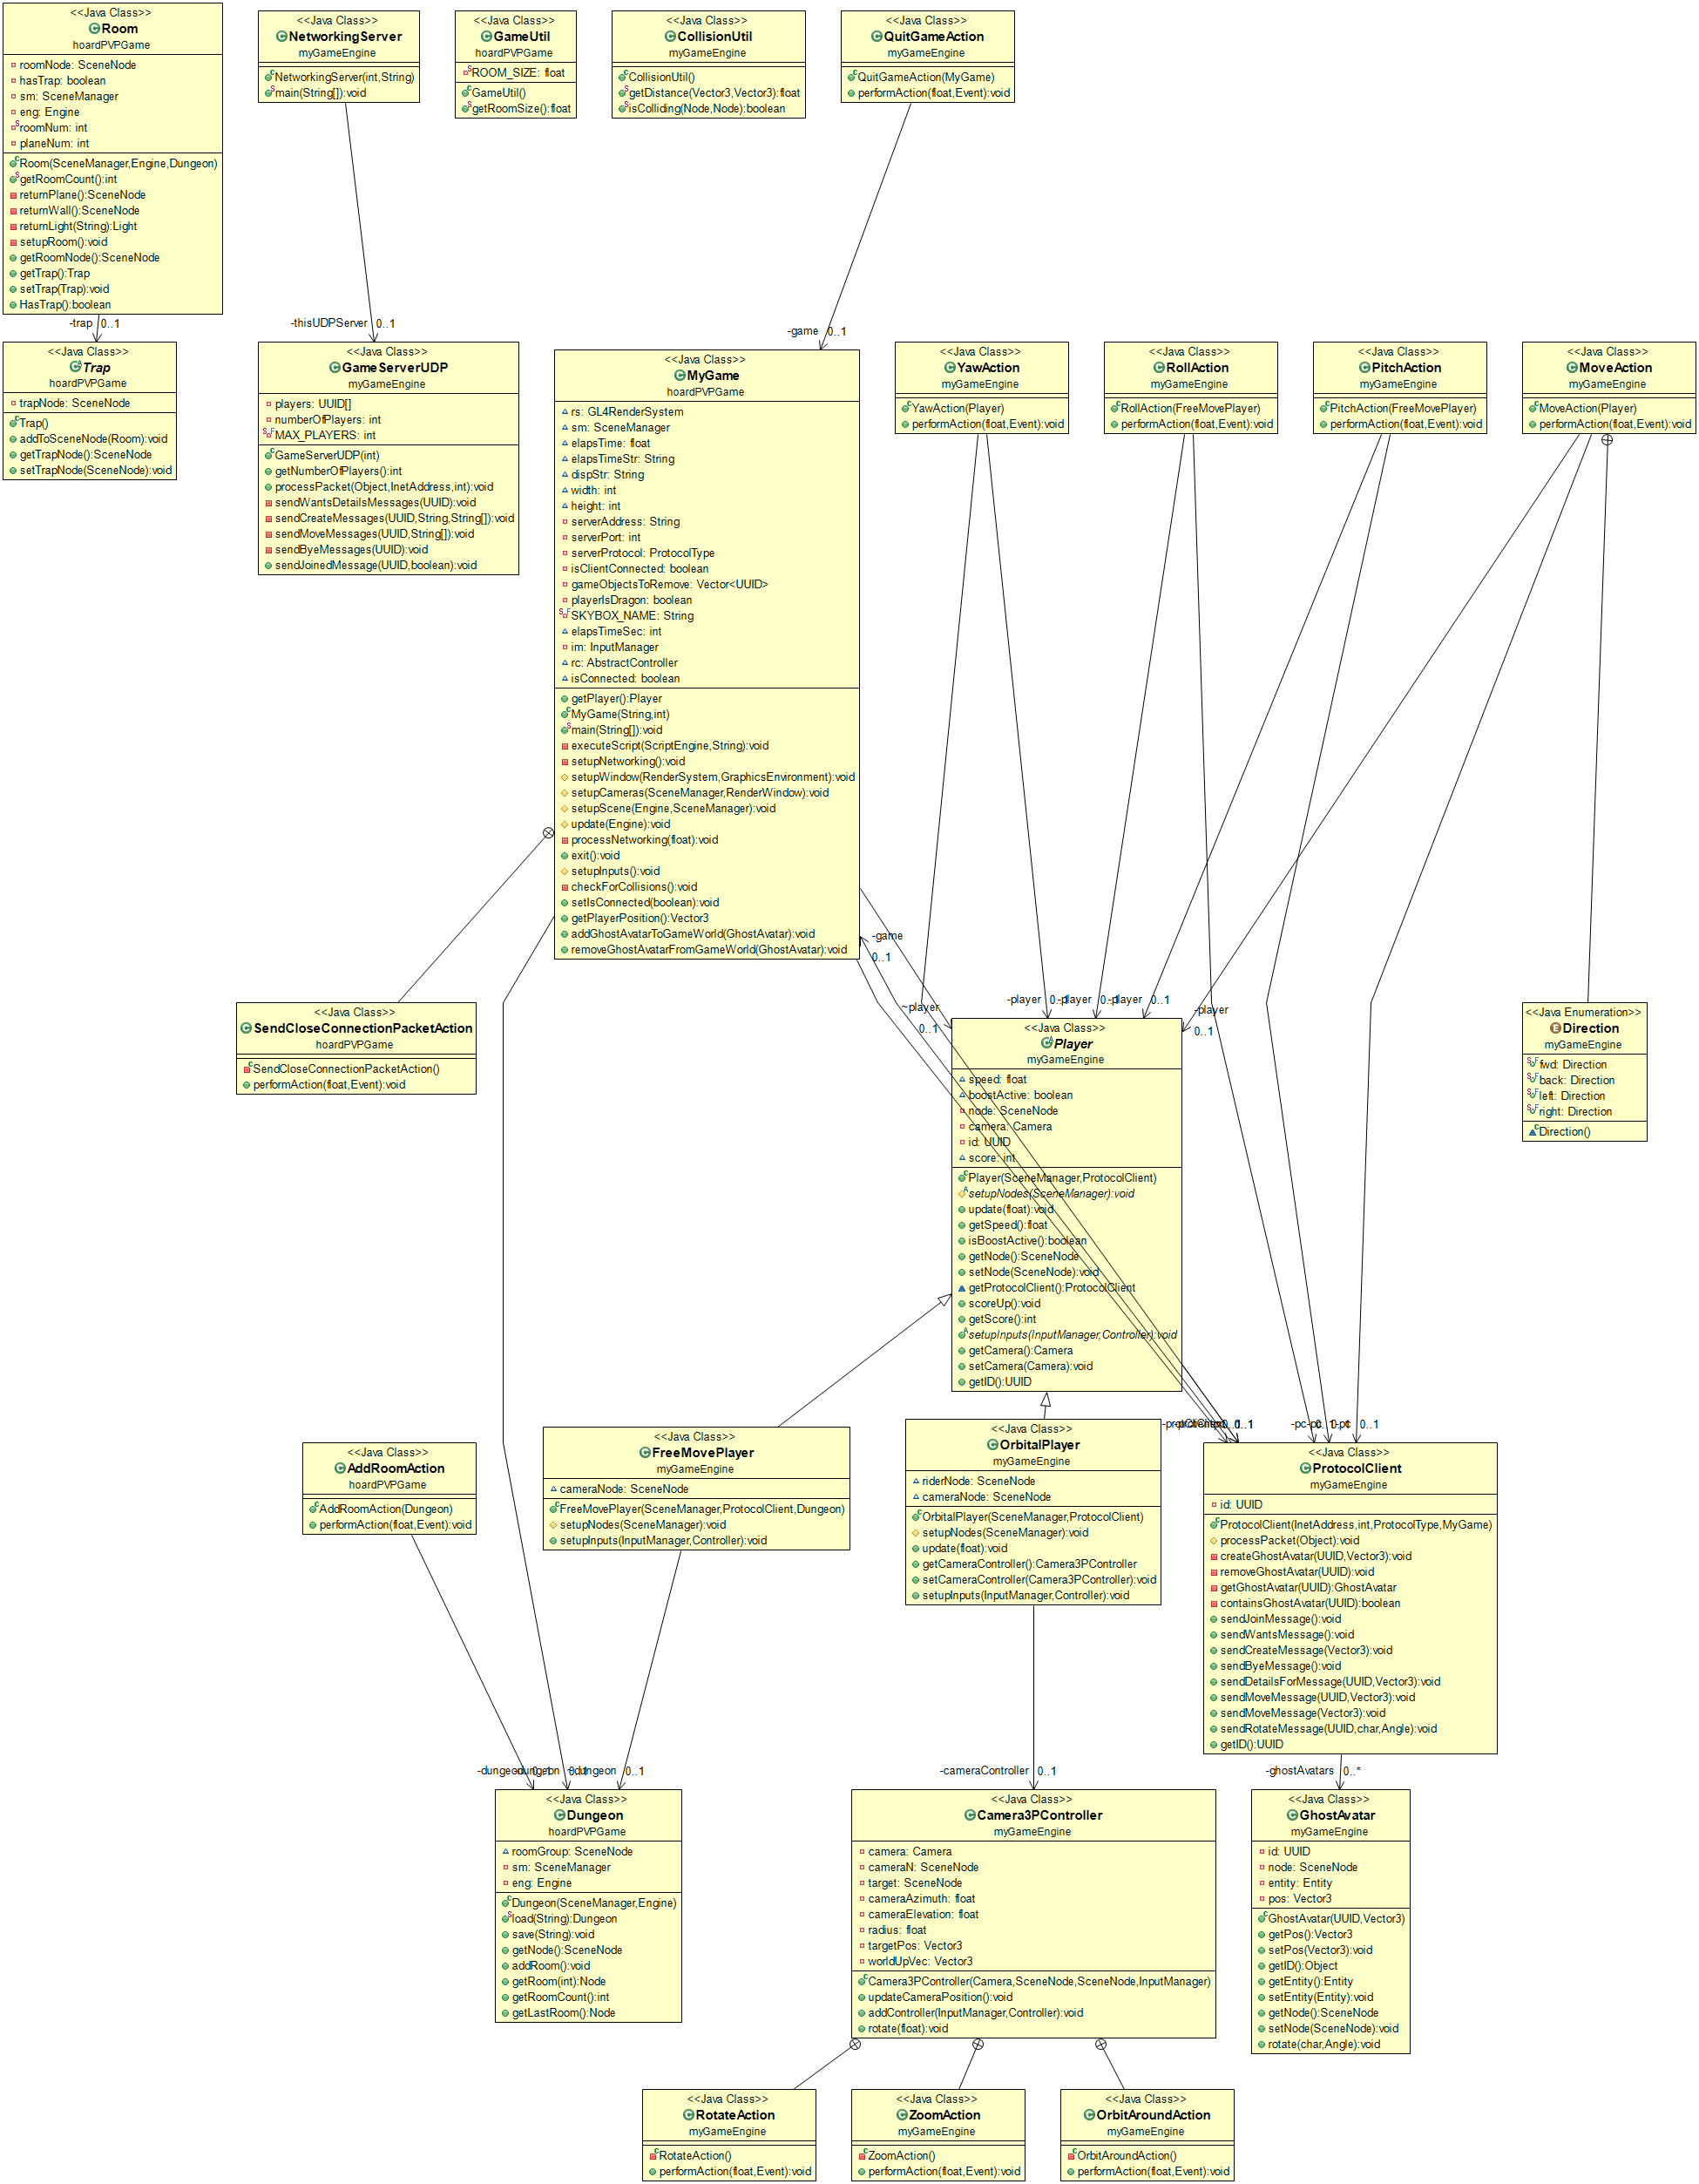 <<Java Class>>
Room
hoardPVPGame
roomNode: SceneNode
hasTrap: boolean
sm: SceneManager
eng: Engine
roomNum: int
planeNum: int
Room(SceneManager,Engine,Dungeon)
getRoomCount():int
returnPlane():SceneNode
returnWall():SceneNode
returnLight(String):Light
setupRoom():void
getRoomNode():SceneNode
getTrap():Trap
setTrap(Trap):void
HasTrap():boolean
<<Java Class>>
NetworkingServer
myGameEngine
NetworkingServer(int,String)
main(String[]):void
<<Java Class>>
GameUtil
hoardPVPGame
ROOM_SIZE: float
GameUtil()
getRoomSize():float
<<Java Class>>
CollisionUtil
myGameEngine
CollisionUtil()
getDistance(Vector3,Vector3):float
isColliding(Node,Node):boolean
<<Java Class>>
QuitGameAction
myGameEngine
QuitGameAction(MyGame)
performAction(float,Event):void
-trap 0..1
-thisUDPServer 0..1
-game 0..1
<<Java Class>>
Trap
hoardPVPGame
trapNode: SceneNode
Trap()
addToSceneNode(Room):void
getTrapNode():SceneNode
setTrapNode(SceneNode):void
<<Java Class>>
GameServerUDP
myGameEngine
players: UUID[]
numberOfPlayers: int
MAX_PLAYERS: int
GameServerUDP(int)
getNumberOfPlayers():int
processPacket(Object,InetAddress,int):void
sendWantsDetailsMessages(UUID):void
sendCreateMessages(UUID,String,String[]):void
sendMoveMessages(UUID,String[]):void
sendByeMessages(UUID):void
sendJoinedMessage(UUID,boolean):void
<<Java Class>>
MyGame
hoardPVPGame
rs: GL4RenderSystem
sm: SceneManager
elapsTime: float
elapsTimeStr: String
dispStr: String
width: int
height: int
serverAddress: String
serverPort: int
serverProtocol: ProtocolType
isClientConnected: boolean
gameObjectsToRemove: Vector<UUID>
playerIsDragon: boolean
SKYBOX_NAME: String
elapsTimeSec: int
im: InputManager
rc: AbstractController
isConnected: boolean
getPlayer():Player
MyGame(String,int)
main(String[]):void
executeScript(ScriptEngine,String):void
setupNetworking():void
setupWindow(RenderSystem,GraphicsEnvironment):void
setupCameras(SceneManager,RenderWindow):void
setupScene(Engine,SceneManager):void
update(Engine):void
processNetworking(float):void
exit():void
setupInputs():void
checkForCollisions():void
setIsConnected(boolean):void
getPlayerPosition():Vector3
addGhostAvatarToGameWorld(GhostAvatar):void
removeGhostAvatarFromGameWorld(GhostAvatar):void
<<Java Class>>
YawAction
myGameEngine
YawAction(Player)
performAction(float,Event):void
<<Java Class>>
RollAction
myGameEngine
RollAction(FreeMovePlayer)
performAction(float,Event):void
<<Java Class>>
PitchAction
myGameEngine
PitchAction(FreeMovePlayer)
performAction(float,Event):void
<<Java Class>>
MoveAction
myGameEngine
MoveAction(Player)
performAction(float,Event):void
-game
0..1
<<Java Class>>
SendCloseConnectionPacketAction
hoardPVPGame
SendCloseConnectionPacketAction()
performAction(float,Event):void
~player
0..1
-player
-player
-player 0..1
-player
0..1
<<Java Class>>
Player
myGameEngine
speed: float
boostActive: boolean
node: SceneNode
camera: Camera
id: UUID
score: int
Player(SceneManager,ProtocolClient)
setupNodes(SceneManager):void
update(float):void
getSpeed():float
isBoostActive():boolean
getNode():SceneNode
setNode(SceneNode):void
getProtocolClient():ProtocolClient
scoreUp():void
getScore():int
setupInputs(InputManager,Controller):void
getCamera():Camera
setCamera(Camera):void
getID():UUID
<<Java Enumeration>>
Direction
myGameEngine
fwd: Direction
back: Direction
left: Direction
right: Direction
Direction()
<<Java Class>>
AddRoomAction
hoardPVPGame
AddRoomAction(Dungeon)
performAction(float,Event):void
<<Java Class>>
FreeMovePlayer
myGameEngine
cameraNode: SceneNode
FreeMovePlayer(SceneManager,ProtocolClient,Dungeon)
setupNodes(SceneManager):void
setupInputs(InputManager,Controller):void
<<Java Class>>
OrbitalPlayer
myGameEngine
riderNode: SceneNode
cameraNode: SceneNode
OrbitalPlayer(SceneManager,ProtocolClient)
setupNodes(SceneManager):void
update(float):void
getCameraController():Camera3PController
setCameraController(Camera3PController):void
setupInputs(InputManager,Controller):void
0..1
-pc
-pc
0..1
<<Java Class>>
ProtocolClient
myGameEngine
id: UUID
ProtocolClient(InetAddress,int,ProtocolType,MyGame)
processPacket(Object):void
createGhostAvatar(UUID,Vector3):void
removeGhostAvatar(UUID):void
getGhostAvatar(UUID):GhostAvatar
containsGhostAvatar(UUID):boolean
sendJoinMessage():void
sendWantsMessage():void
sendCreateMessage(Vector3):void
sendByeMessage():void
sendDetailsForMessage(UUID,Vector3):void
sendMoveMessage(UUID,Vector3):void
sendMoveMessage(Vector3):void
sendRotateMessage(UUID,char,Angle):void
getID():UUID
-dungeon
~dungeon 0..1
-cameraController 0..1
-ghostAvatars 0..*
<<Java Class>>
Dungeon
hoardPVPGame
roomGroup: SceneNode
sm: SceneManager
eng: Engine
Dungeon(SceneManager,Engine)
load(String):Dungeon
save(String):void
getNode():SceneNode
addRoom():void
getRoom(int):Node
getRoomCount():int
getLastRoom():Node
<<Java Class>>
Camera3PController
myGameEngine
camera: Camera
cameraN: SceneNode
target: SceneNode
cameraAzimuth: float
cameraElevation: float
radius: float
targetPos: Vector3
worldUpVec: Vector3
Camera3PController(Camera,SceneNode,SceneNode,InputManager)
updateCameraPosition():void
addController(InputManager,Controller):void
rotate(float):void
<<Java Class>>
GhostAvatar
myGameEngine
id: UUID
node: SceneNode
entity: Entity
pos: Vector3
GhostAvatar(UUID,Vector3)
getPos():Vector3
setPos(Vector3):void
getID():Object
getEntity():Entity
setEntity(Entity):void
getNode():SceneNode
setNode(SceneNode):void
rotate(char,Angle):void
<<Java Class>>
RotateAction
myGameEngine
RotateAction()
performAction(float,Event):void
<<Java Class>>
ZoomAction
myGameEngine
ZoomAction()
performAction(float,Event):void
<<Java Class>>
OrbitAroundAction
myGameEngine
OrbitAroundAction()
performAction(float,Event):void